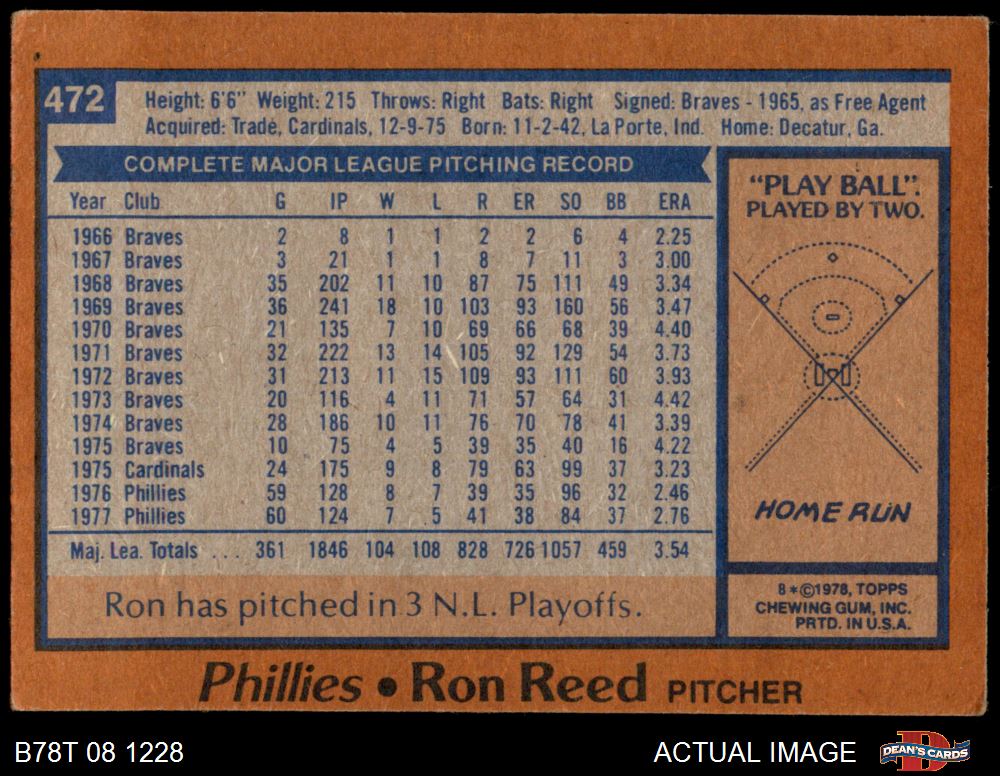 472
Height: 6'6" Weight: 215 Throws: Right Bats: Right Signed: Braves - 1965, as Free Agent
Acquired: Trade, Cardinals, 12-9-75 Born: 11-2-42, La Porte, Ind. Home: Decatur, Ga.
COMPLETE MAJOR LEAGUE PITCHING RECORD
Year Club G IP W L R ER SO BB ERA
1966 Braves 2 8 1 1 2 2 6 4 2.25
1967 Braves 3 21 1 1 8 7 11 3 3.00
1968 Braves 35 202 11 10 87 75 111 49 3.34
1969 Braves 36 241 18 10 103 93 160 56 3.47
1970 Braves 21 135 7 10 69 66 68 39 4.40
1971 Braves 32 222 13 14 105 92 129 54 3.73
1972 Braves 31 213 11 15 109 93 111 60 3.93
1973 Braves 20 116 4 11 71 57 64 31 4.42
1974 Braves 28 186 10 11 76 70 78 41 3.39
1975 Braves 10 75 4 5 39 35 40 16 4.22
1975 Cardinals 24 175 9 8 79 63 99 37 3.23
1976 Phillies 59 128 8 7 39 35 96 32 2.46
1977 Phillies 60 124 7 5 41 38 84 37 2.76
Maj. Lea. Totals ... 361 1846 104 108 828 726 1057 459 3.54
Ron has pitched in 3 N.L. Playoffs.
"PLAY BALL".
PLAYED BY TWO.
HOME RUN
8*©1978, TOPPS
CHEWING GUM, INC.
PRTD. IN U.S.A.
Phillies • Ron Reed PITCHER
B78T 08 1228
ACTUAL IMAGE
D
DEAN'S CARDS